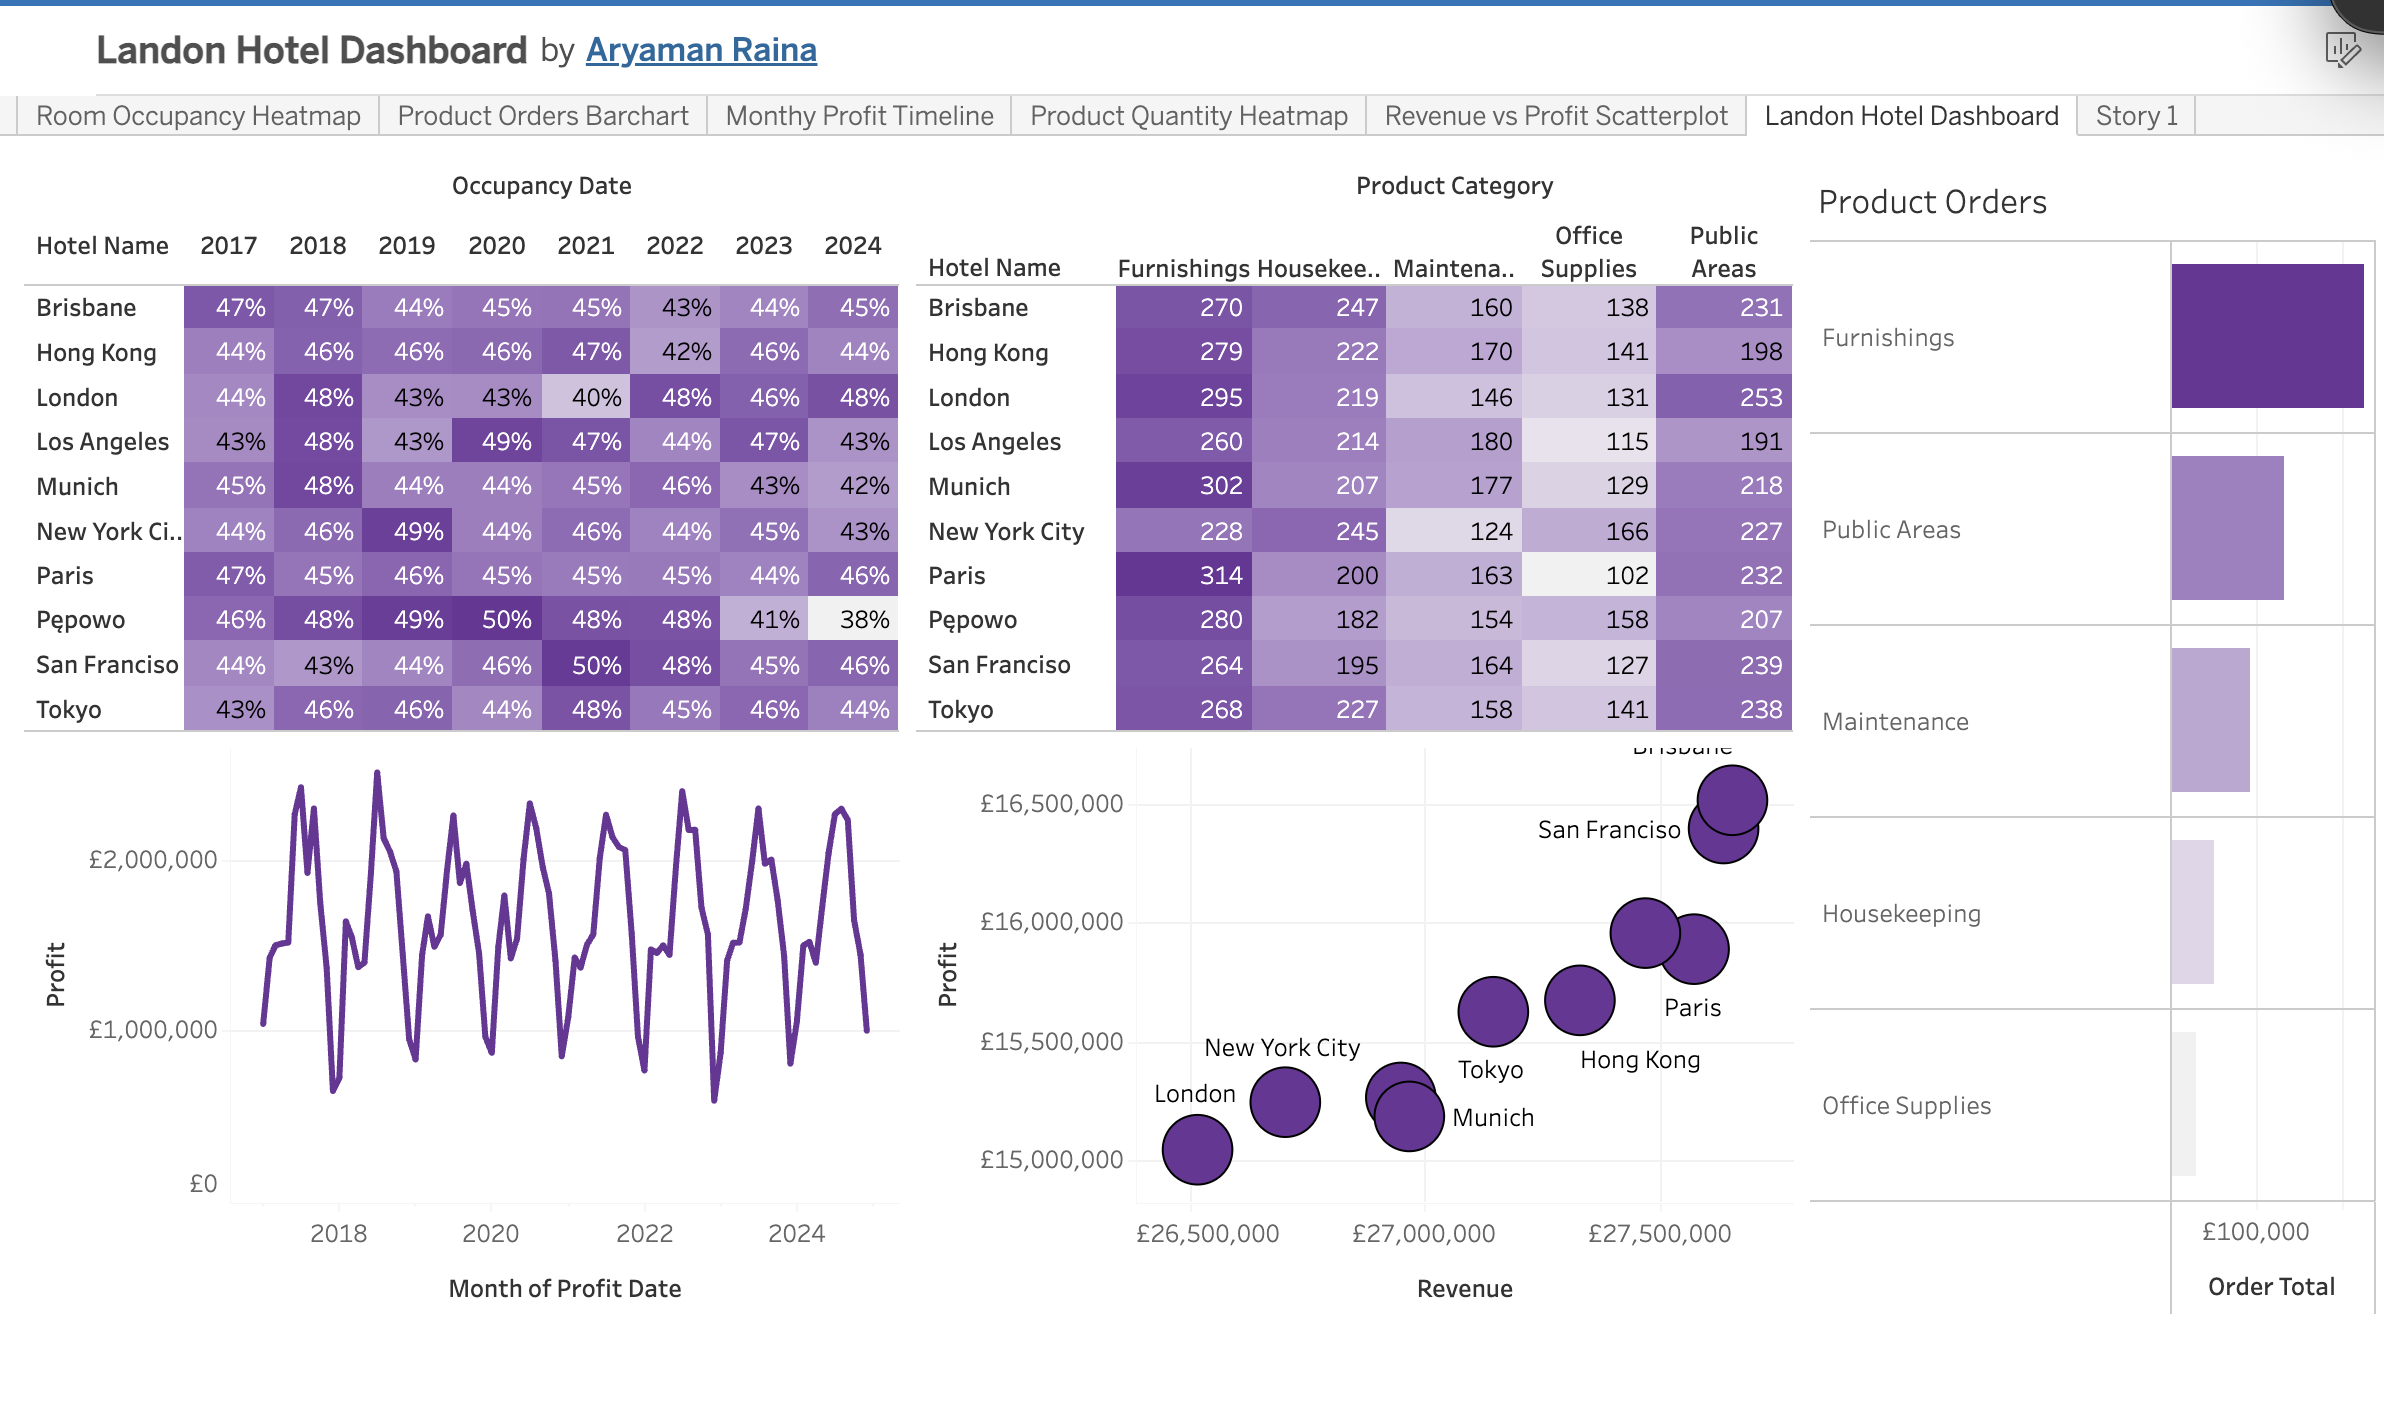 Landon Hotel Dashboard by Aryaman Raina
Room Occupancy Heatmap Product Orders Barchart Monthy Profit Timeline Product Quantity Heatmap Revenue vs Profit Scatterplot Landon Hotel Dashboard Story 1
Occupancy Date
Hotel Name 2017 2018 2019 2020 2021 2022 2023 2024
Brisbane 47% 47% 44% 45% 45% 43% 44% 45%
Hong Kong 44% 46% 46% 46% 47% 42% 46% 44%
London 44% 48% 43% 43% 40% 48% 46% 48%
Los Angeles 43% 48% 43% 49% 47% 44% 47% 43%
Munich 45% 48% 44% 44% 45% 46% 43% 42%
New York Ci.. 44% 46% 49% 44% 46% 44% 45% 43%
Paris 47% 45% 46% 45% 45% 45% 44% 46%
Pępowo 46% 48% 49% 50% 48% 48% 41% 38%
San Franciso 44% 43% 44% 46% 50% 48% 45% 46%
Tokyo 43% 46% 46% 44% 48% 45% 46% 44%
Product Category
Office Public
Hotel Name Furnishings Housekee.. Maintena.. Supplies Areas
Brisbane 270 247 160 138 231
Hong Kong 279 222 170 141 198
London 295 219 146 131 253
Los Angeles 260 214 180 115 191
Munich 302 207 177 129 218
New York City 228 245 124 166 227
Paris 314 200 163 102 232
Pępowo 280 182 154 158 207
San Franciso 264 195 164 127 239
Tokyo 268 227 158 141 238
Profit
£2,000,000
£1,000,000
£0
2018 2020 2022 2024
Month of Profit Date
Profit
£16,500,000
£16,000,000
£15,500,000
£15,000,000
Brisbane
San Franciso
Paris
Hong Kong
Tokyo
New York City
London
Munich
£26,500,000 £27,000,000 £27,500,000
Revenue
Product Orders
Furnishings
Public Areas
Maintenance
Housekeeping
Office Supplies
£100,000
Order Total